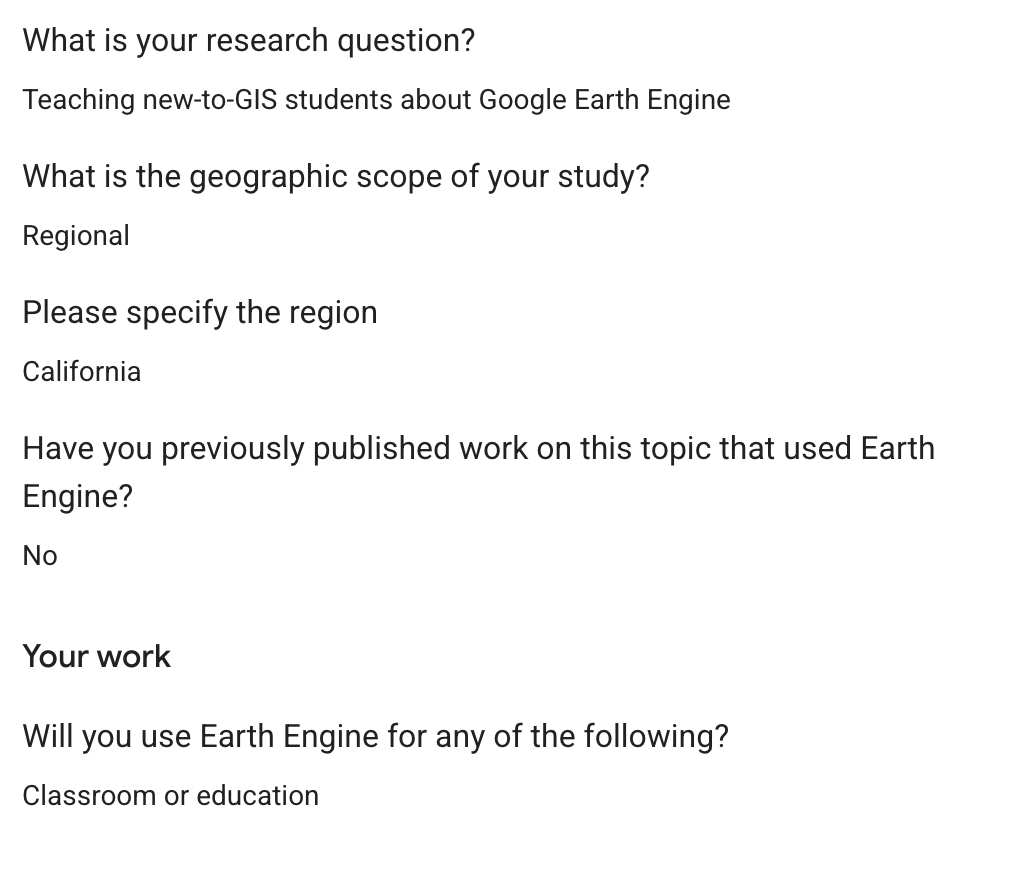 What is your research question?
Teaching new-to-GIS students about Google Earth Engine
What is the geographic scope of your study?
Regional
Please specify the region
California
Have you previously published work on this topic that used Earth
Engine?
No
Your work
Will you use Earth Engine for any of the following?
Classroom or education